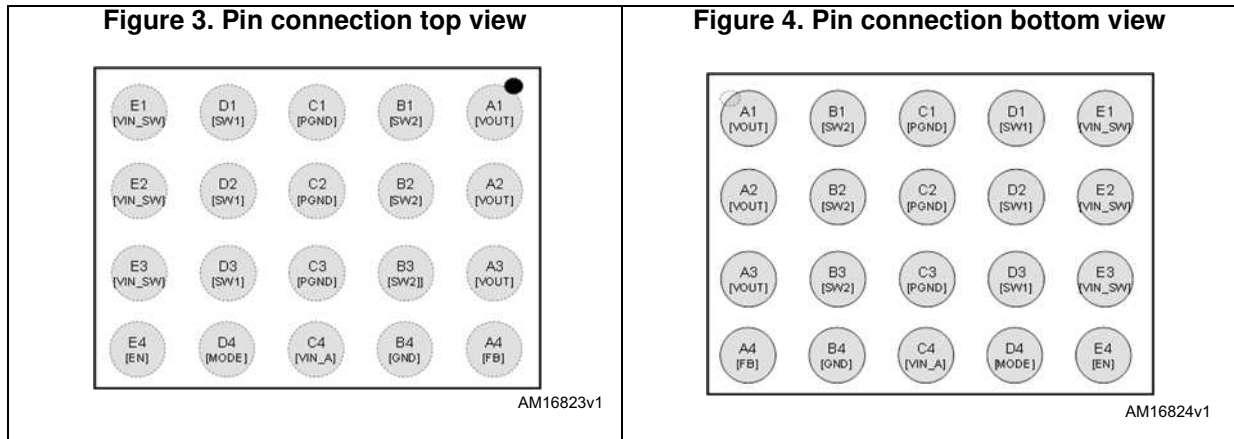 Figure 3. Pin connection top view
E1 D1 C1 B1 A1
[VIN_SW] [SW1] [PGND] [SW2] [VOUT]
E2 D2 C2 B2 A2
[VIN_SW] [SW1] [PGND] [SW2] [VOUT]
E3 D3 C3 B3 A3
[VIN_SW] [SW1] [PGND] [SW2]] [VOUT]
E4 D4 C4 B4 A4
[EN] [MODE] [VIN_A] [GND] [FB]
AM16823v1
Figure 4. Pin connection bottom view
A1 B1 C1 D1 E1
[VOUT] [SW2] [PGND] [SW1] [VIN_SW]
A2 B2 C2 D2 E2
[VOUT] [SW2] [PGND] [SW1] [VIN_SW]
A3 B3 C3 D3 E3
[VOUT] [SW2] [PGND] [SW1] [VIN_SW]
A4 B4 C4 D4 E4
[FB] [GND] [VIN_A] [MODE] [EN]
AM16824v1